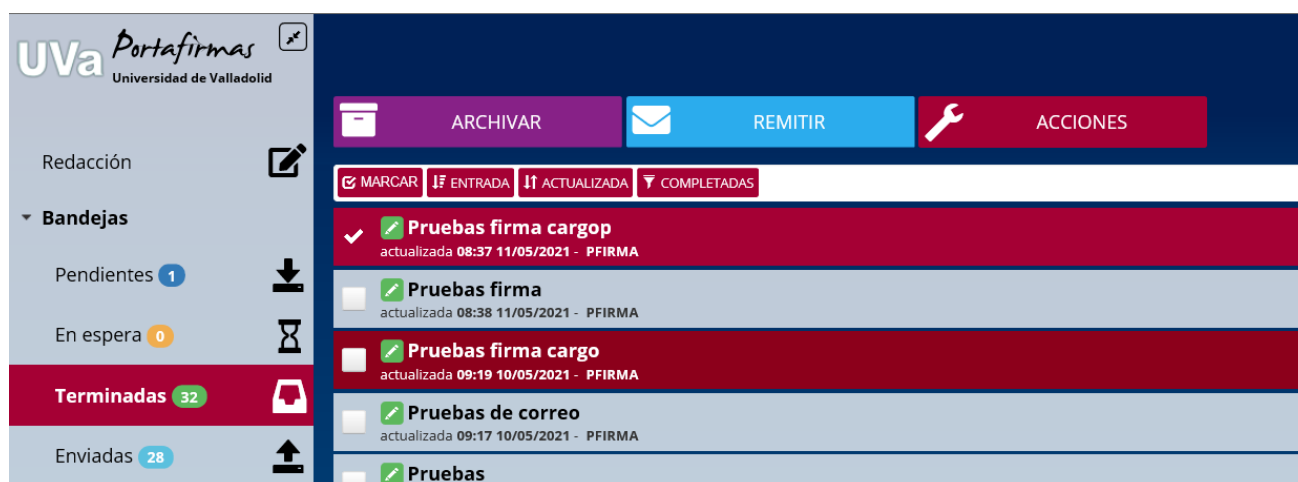 UVa Portafirmas
Universidad de Valladolid
ARCHIVAR REMITIR ACCIONES
Redacción
MARCAR ENTRADA ACTUALIZADA COMPLETADAS
Bandejas
Pruebas firma cargop
actualizada 08:37 11/05/2021 - PFIRMA
Pendientes 1
Pruebas firma
actualizada 08:38 11/05/2021 - PFIRMA
En espera 0
Pruebas firma cargo
actualizada 09:19 10/05/2021 - PFIRMA
Terminadas 32
Pruebas de correo
actualizada 09:17 10/05/2021 - PFIRMA
Enviadas 28
Pruebas